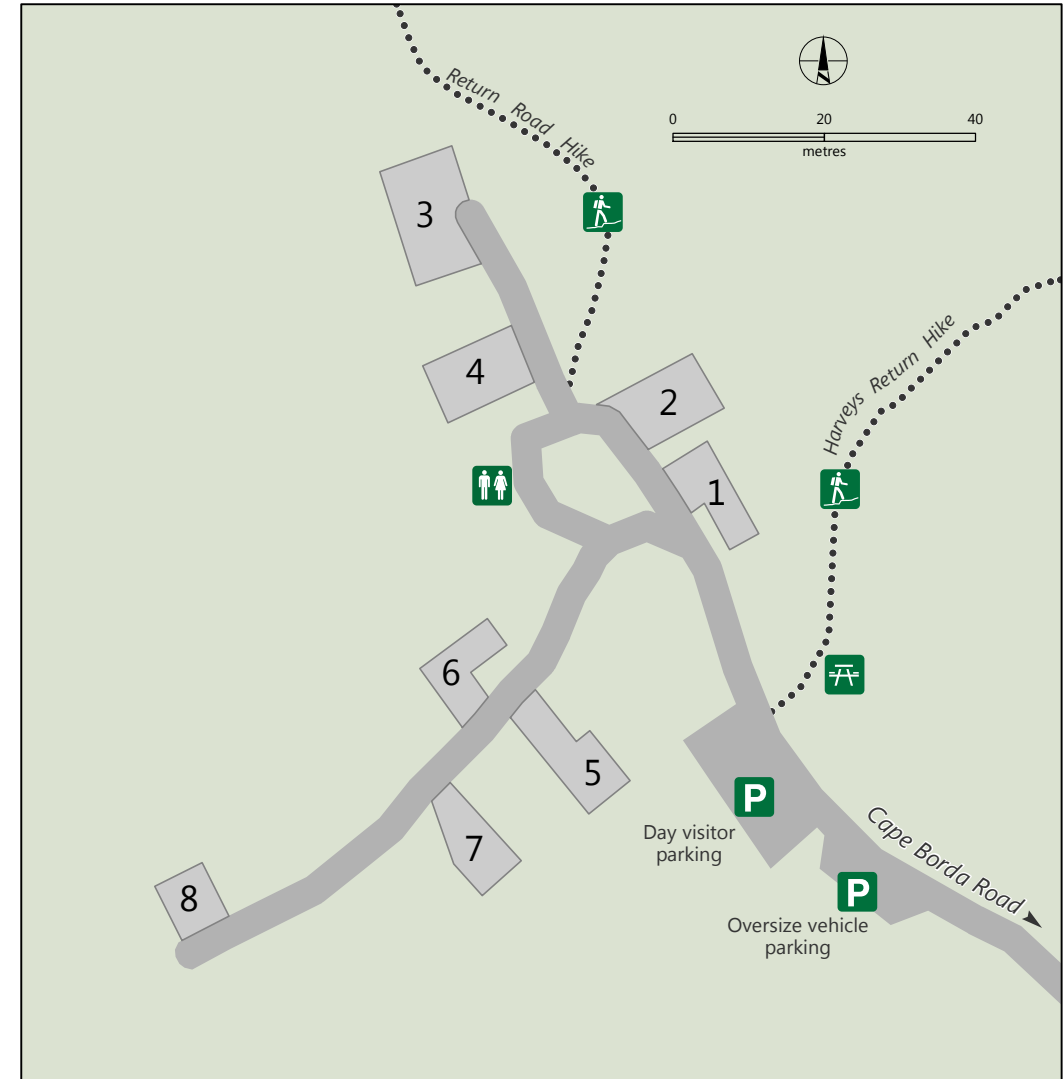 Return Road Hike
0 20 40
metres
3
4
2
1
Harveys Return Hike
6
5
7
8
P
Day visitor
parking
Cape Borda Road
P
Oversize vehicle
parking